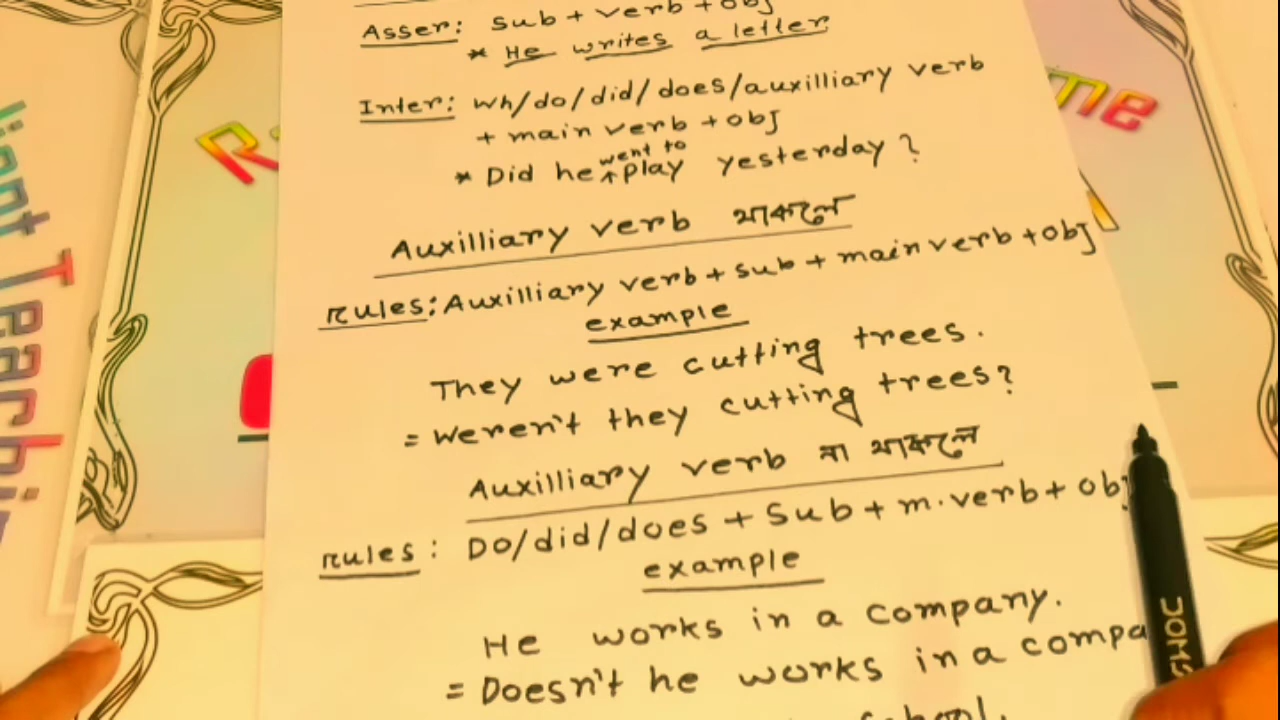 Asser: Sub + verb + obj
* He writes a letter
Inter: Wh/do/did/does/auxilliary verb
+ main verb + obj
went to
* Did he ^ play yesterday?
Auxilliary verb থাকলে
rules: Auxilliary verb + sub + main verb + obj
example
They were cutting trees.
= Weren't they cutting trees?
Auxilliary verb না থাকলে
rules: Do/did/does + Sub + m.verb + obj
example
He works in a company.
= Doesn't he works in a compa
school.